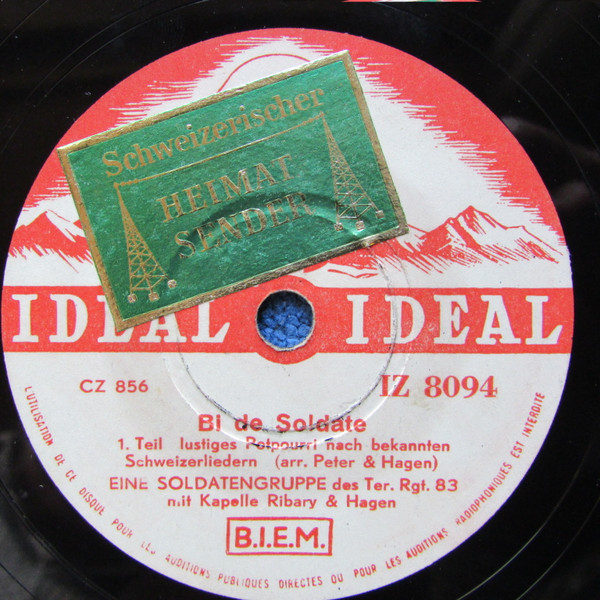 Schweizerischer
HEIMAT
SENDER
IDEAL IDEAL
CZ 856
IZ 8094
Bi de Soldate
1. Teil lustiges Potpourri nach bekannten
Schweizerliedern (arr. Peter & Hagen)
EINE SOLDATENGRUPPE des Ter. Rgt. 83
mit Kapelle Ribary & Hagen
B.I.E.M.
L'UTILISATION DE CE DISQUE POUR LES AUDITIONS PUBLIQUES DIRECTES OU POUR LES AUDITIONS RADIOPHONIQUES EST INTERDITE